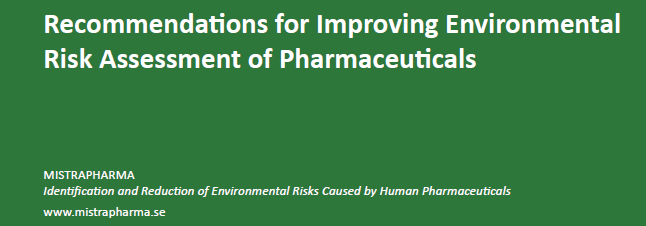 Recommendations for Improving Environmental
Risk Assessment of Pharmaceuticals
MISTRAPHARMA
Identification and Reduction of Environmental Risks Caused by Human Pharmaceuticals
www.mistrapharma.se